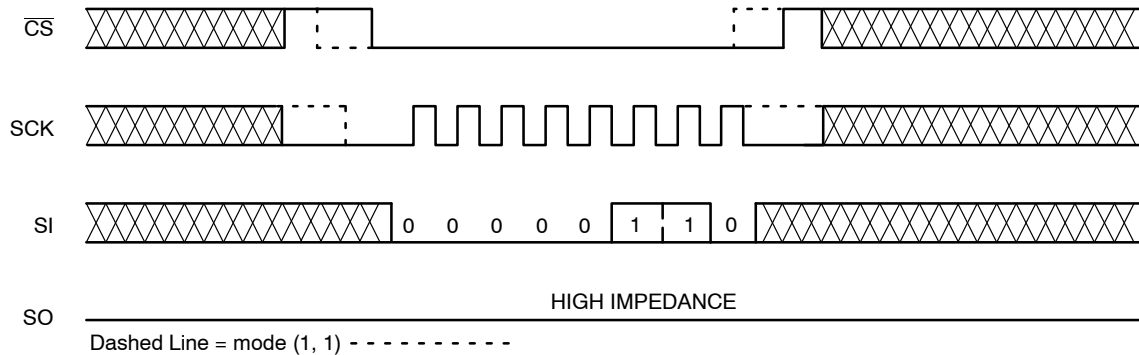 CS
SCK
SI 0 0 0 0 0 1 1 0
HIGH IMPEDANCE
SO
Dashed Line = mode (1, 1)